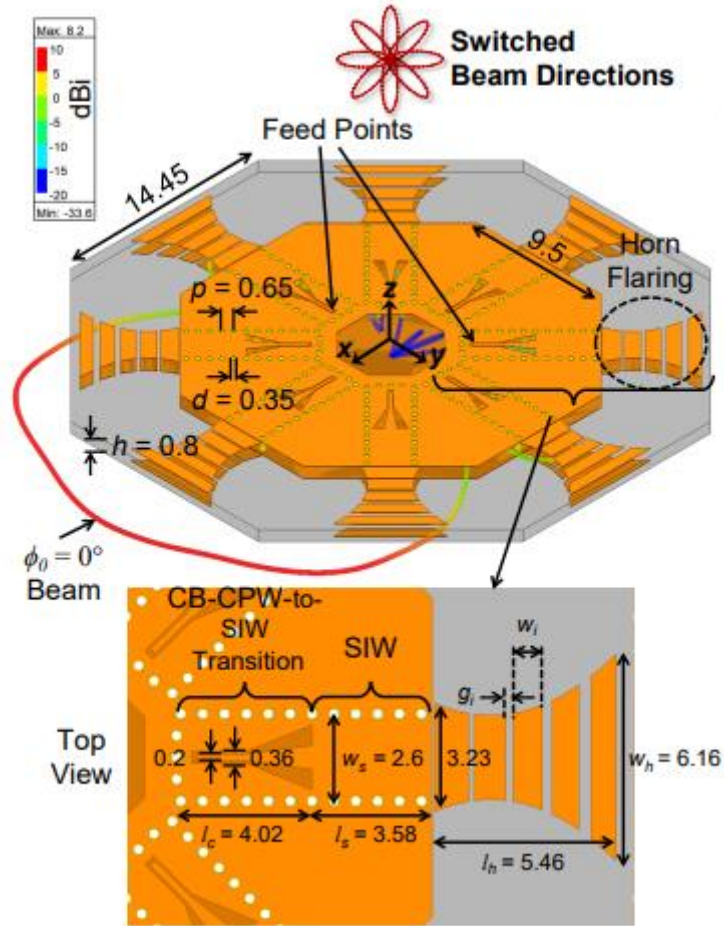 Max: 8.2
10
5
0
-5
-10
-15
-20
Min: -33.6
dBi
Switched
Beam Directions
Feed Points
14.45
9.5
Horn
Flaring
p = 0.65
z
x
y
d = 0.35
h = 0.8
ϕ₀ = 0°
Beam
CB-CPW-to-
SIW
Transition
SIW
wᵢ
gᵢ
Top
View
0.2
0.36
wₛ = 2.6
3.23
wₕ = 6.16
l꜀ = 4.02
lₛ = 3.58
lₕ = 5.46